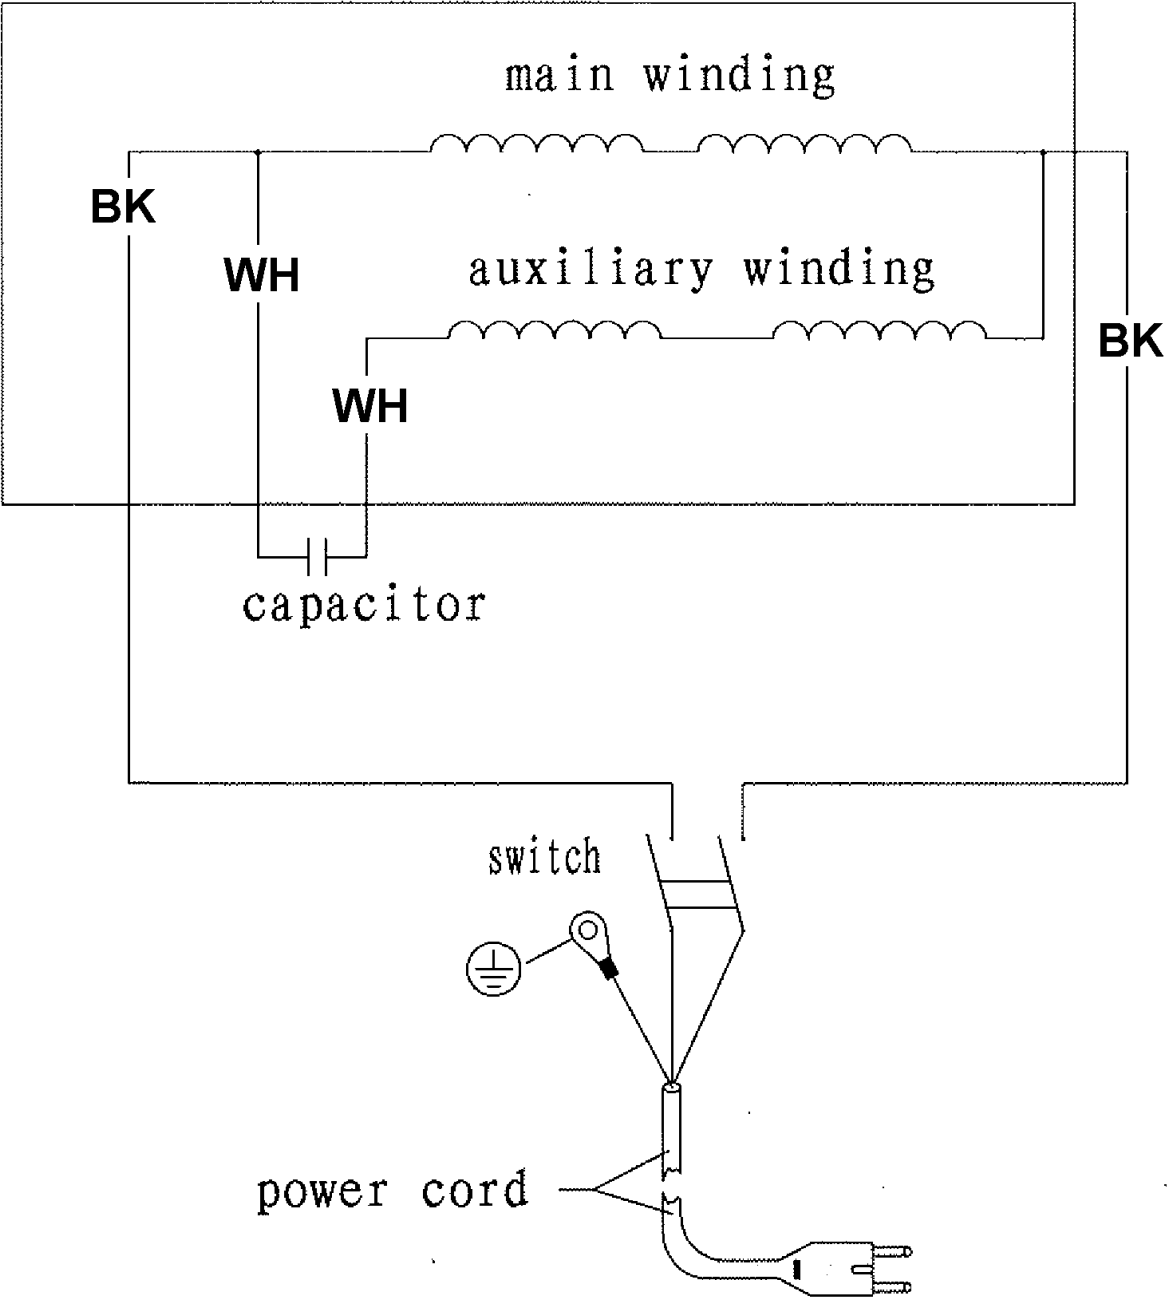 main winding
BK
WH
auxiliary winding
BK
WH
capacitor
switch
power cord